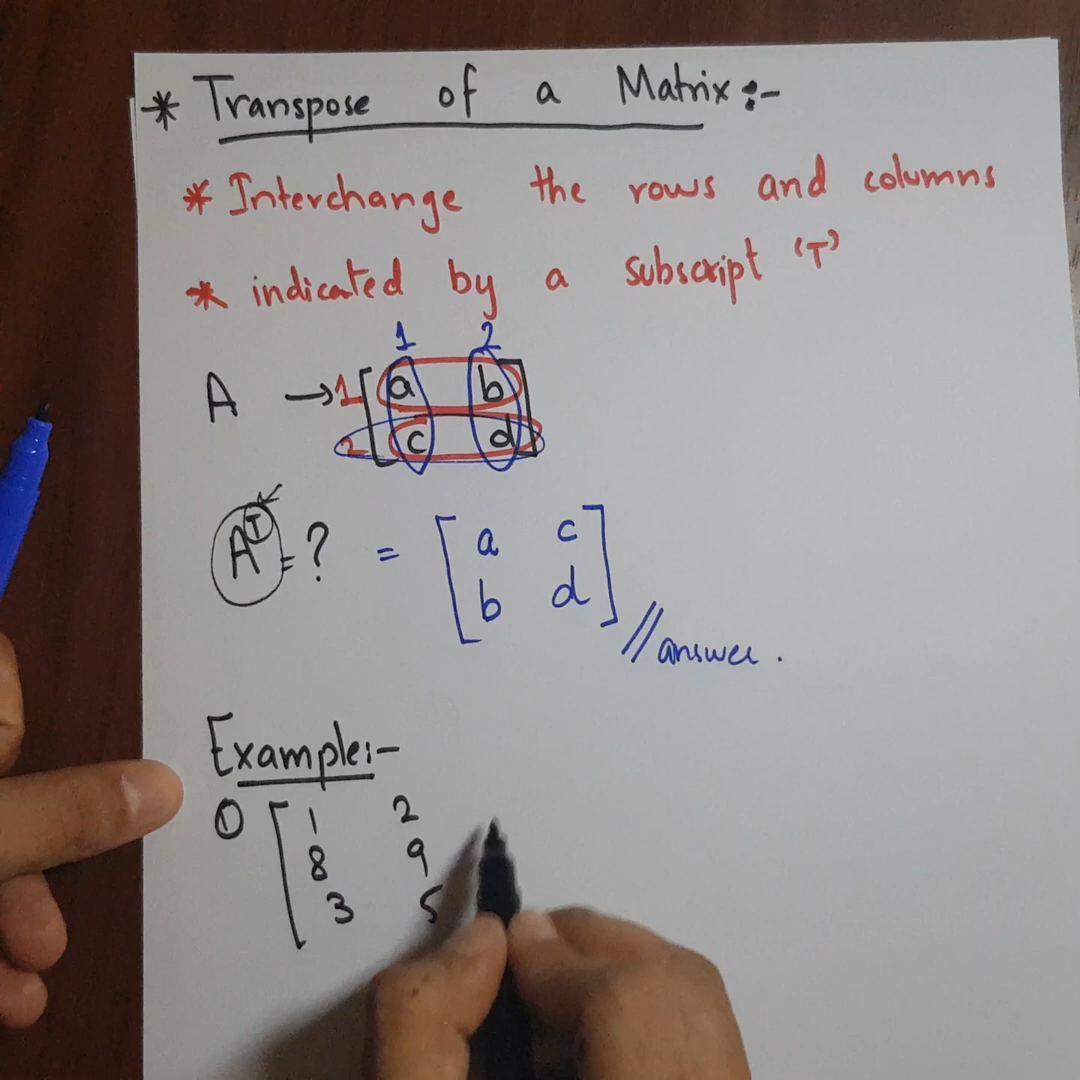 * Transpose of a Matrix :-
* Interchange the rows and columns
* indicated by a subscript 'T'
1 2
A → 1 [ a b ]
2 [ c d ]
Aᵀ = ? = [ a c ]
[ b d ] // answer.
Example:-
① [ 1 2
8 9
3 5